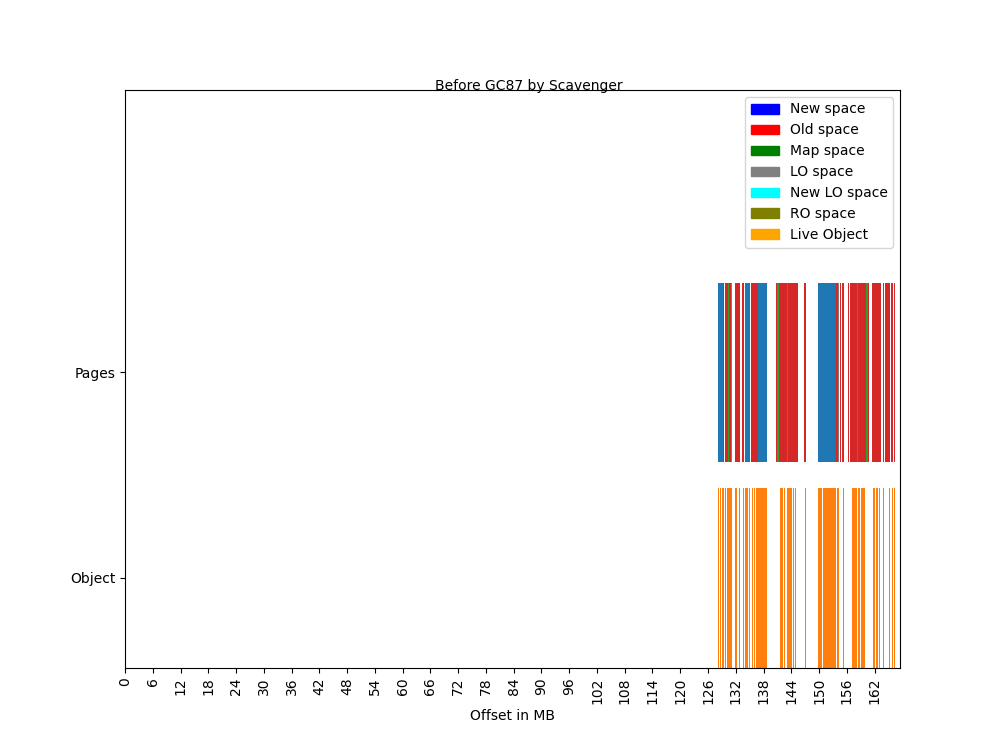 Before GC87 by Scavenger
New space
Old space
Map space
LO space
New LO space
RO space
Live Object
Pages
Object
0 6 12 18 24 30 36 42 48 54 60 66 72 78 84 90 96 102 108 114 120 126 132 138 144 150 156 162
Offset in MB